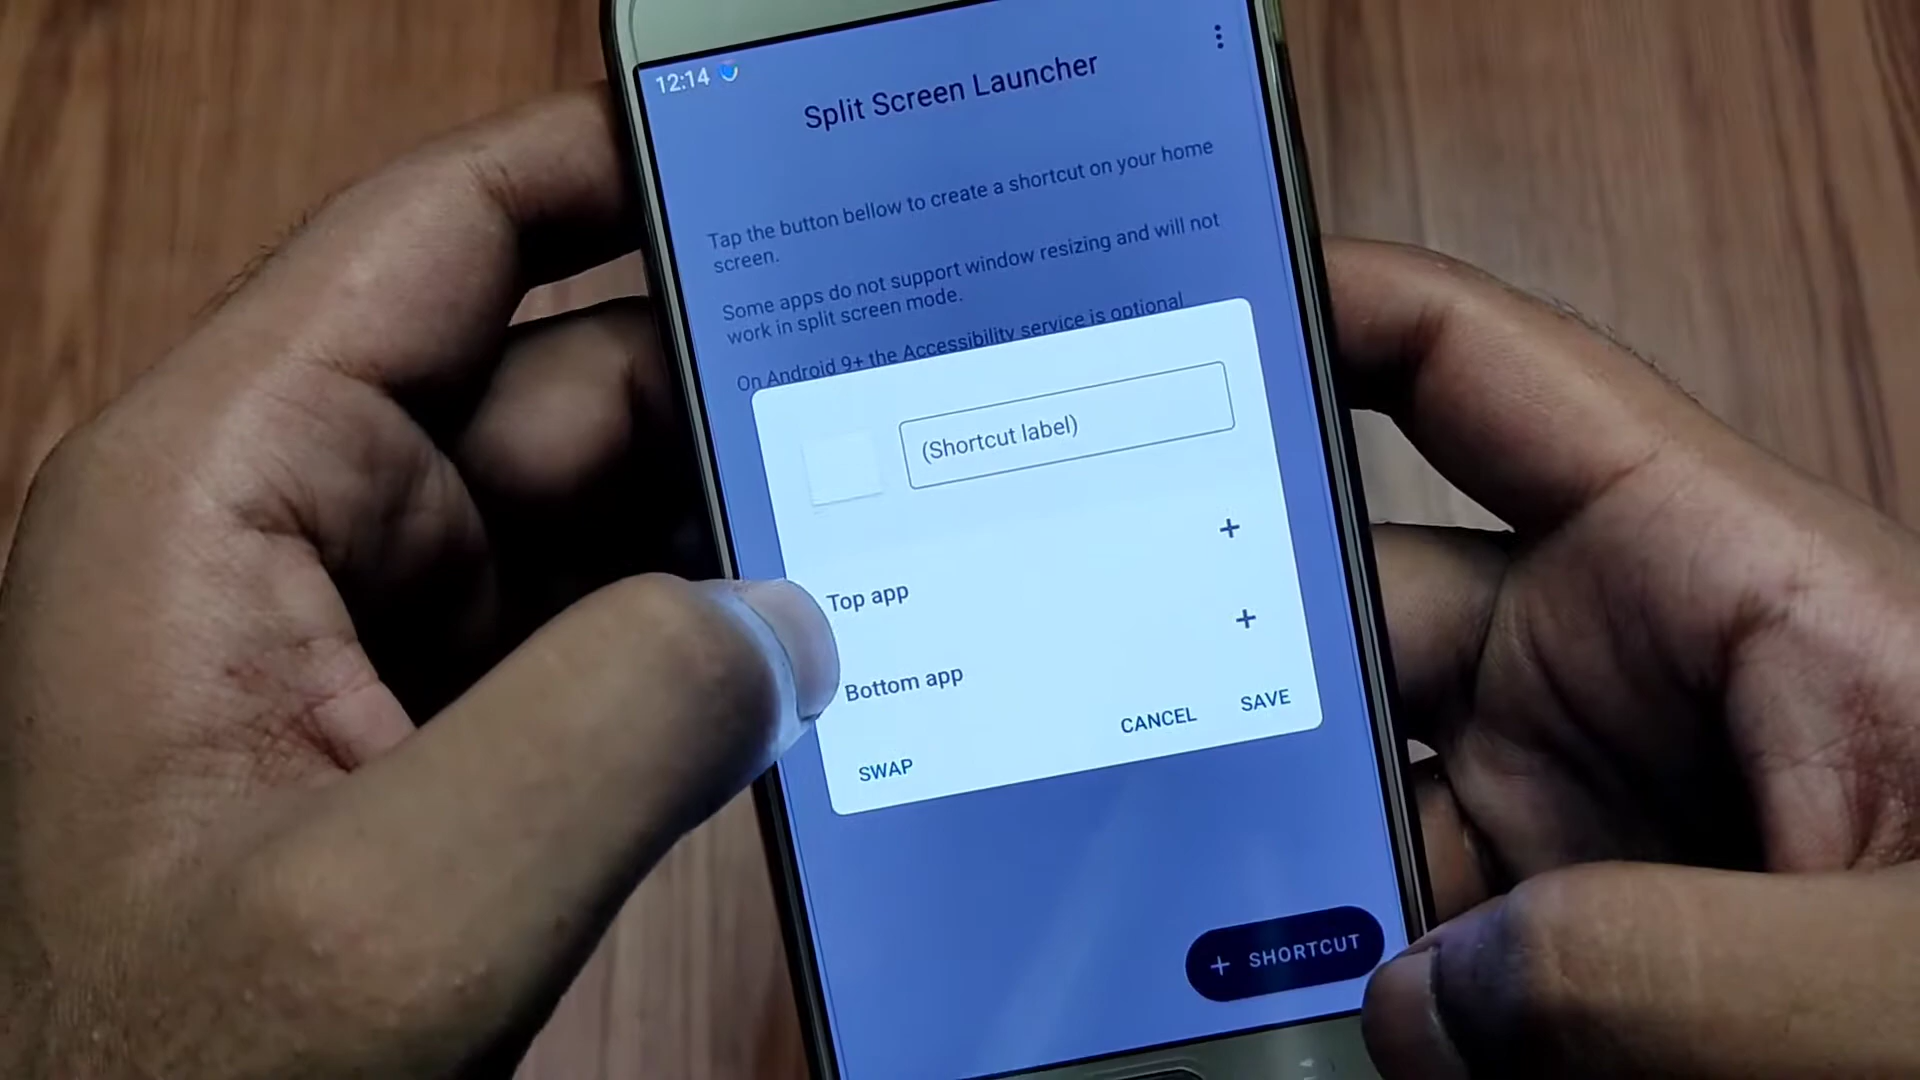 12:14
Split Screen Launcher
Tap the button bellow to create a shortcut on your home
screen.
Some apps do not support window resizing and will not
work in split screen mode.
On Android 9+ the Accessibility service is optional
(Shortcut label)
+
Top app
+
Bottom app
SWAP
CANCEL
SAVE
+ SHORTCUT